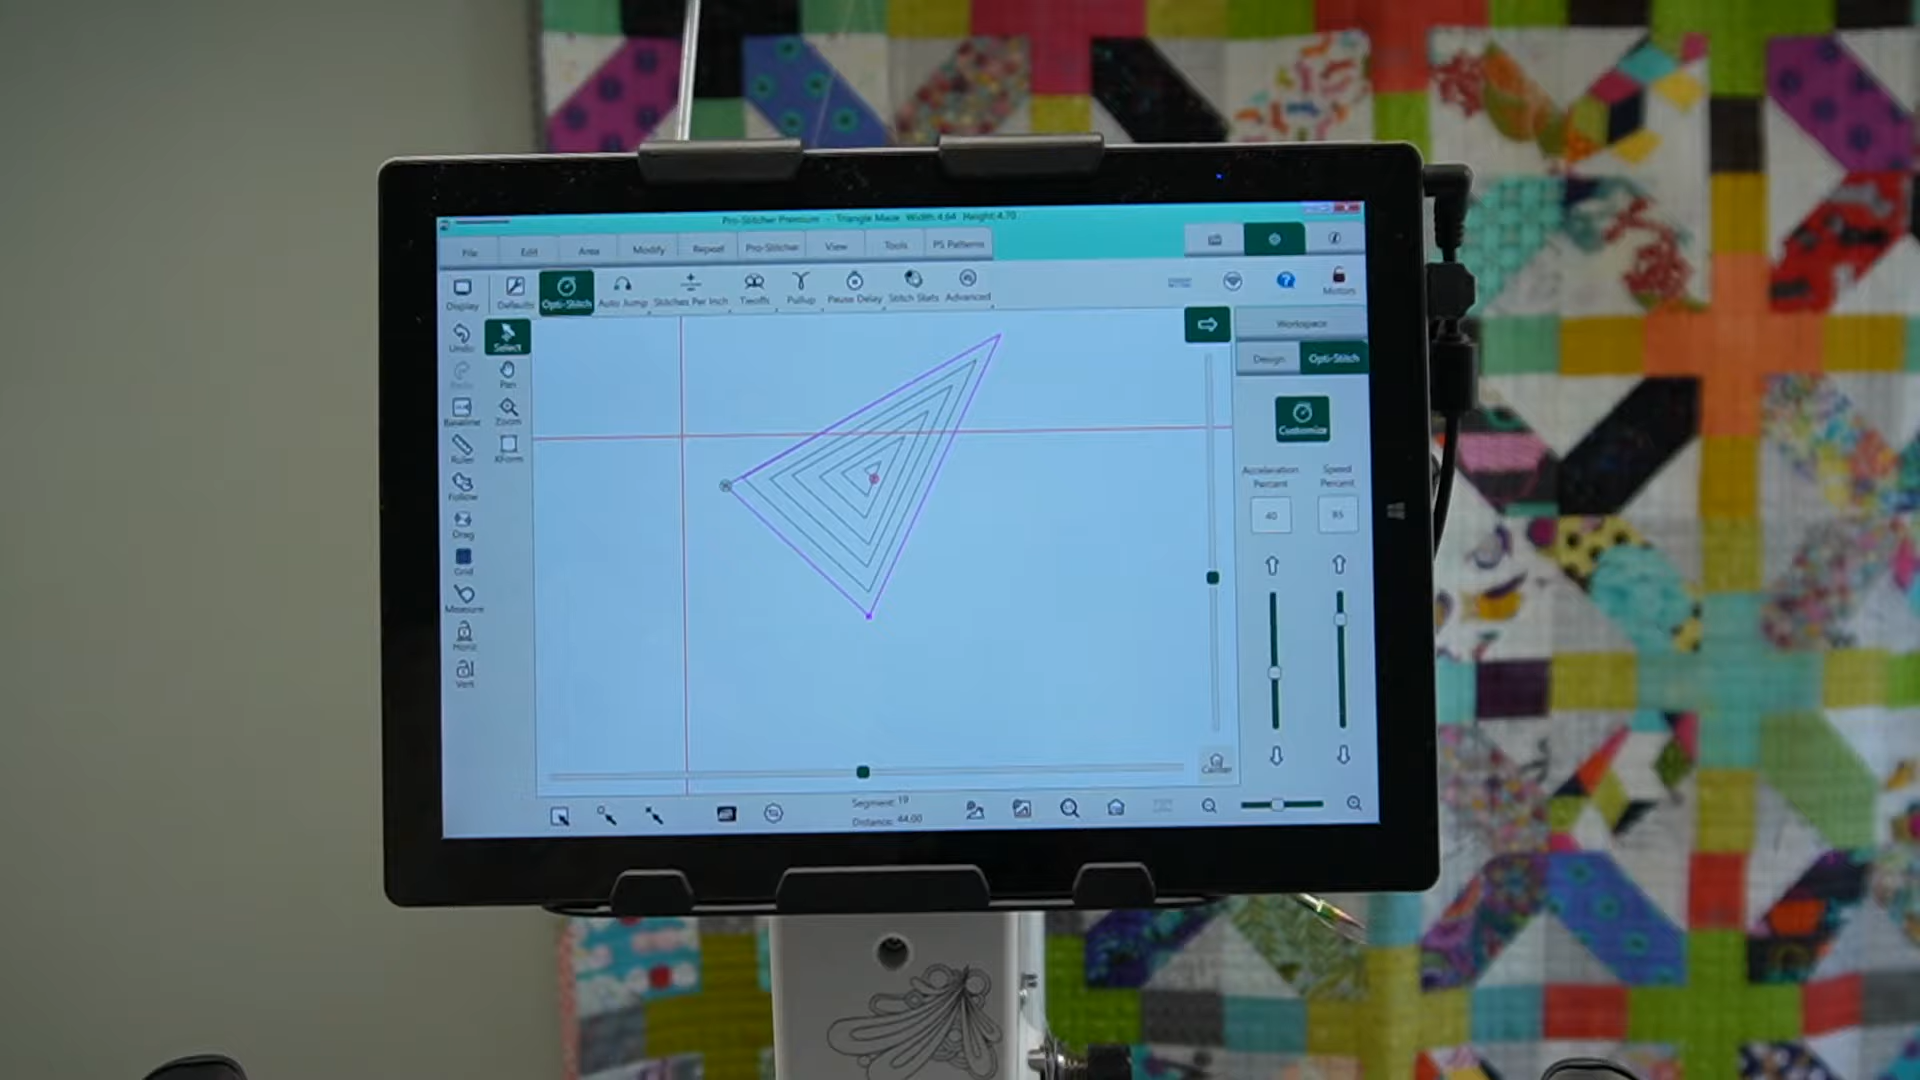 Pro-Stitcher Premium - Triangle Maze Width:4.64 Height:4.70
File Edit Area Modify Repeat Pro-Stitcher View Tools PS Patterns
Display Defaults Opti-Stitch Auto Jump Stitches Per Inch Tieoffs Pullup Pause Delay Stitch Stats Advanced Motors
Undo Select
Workspace
Redo Pan
Design Opti-Stitch
Baseline Zoom
Customize
Ruler XForm
Acceleration Percent
Speed Percent
Follow
40 85
Drag
Grid
Measure
Horiz
Vert
Center
Segment: 19
Distance: 44.00